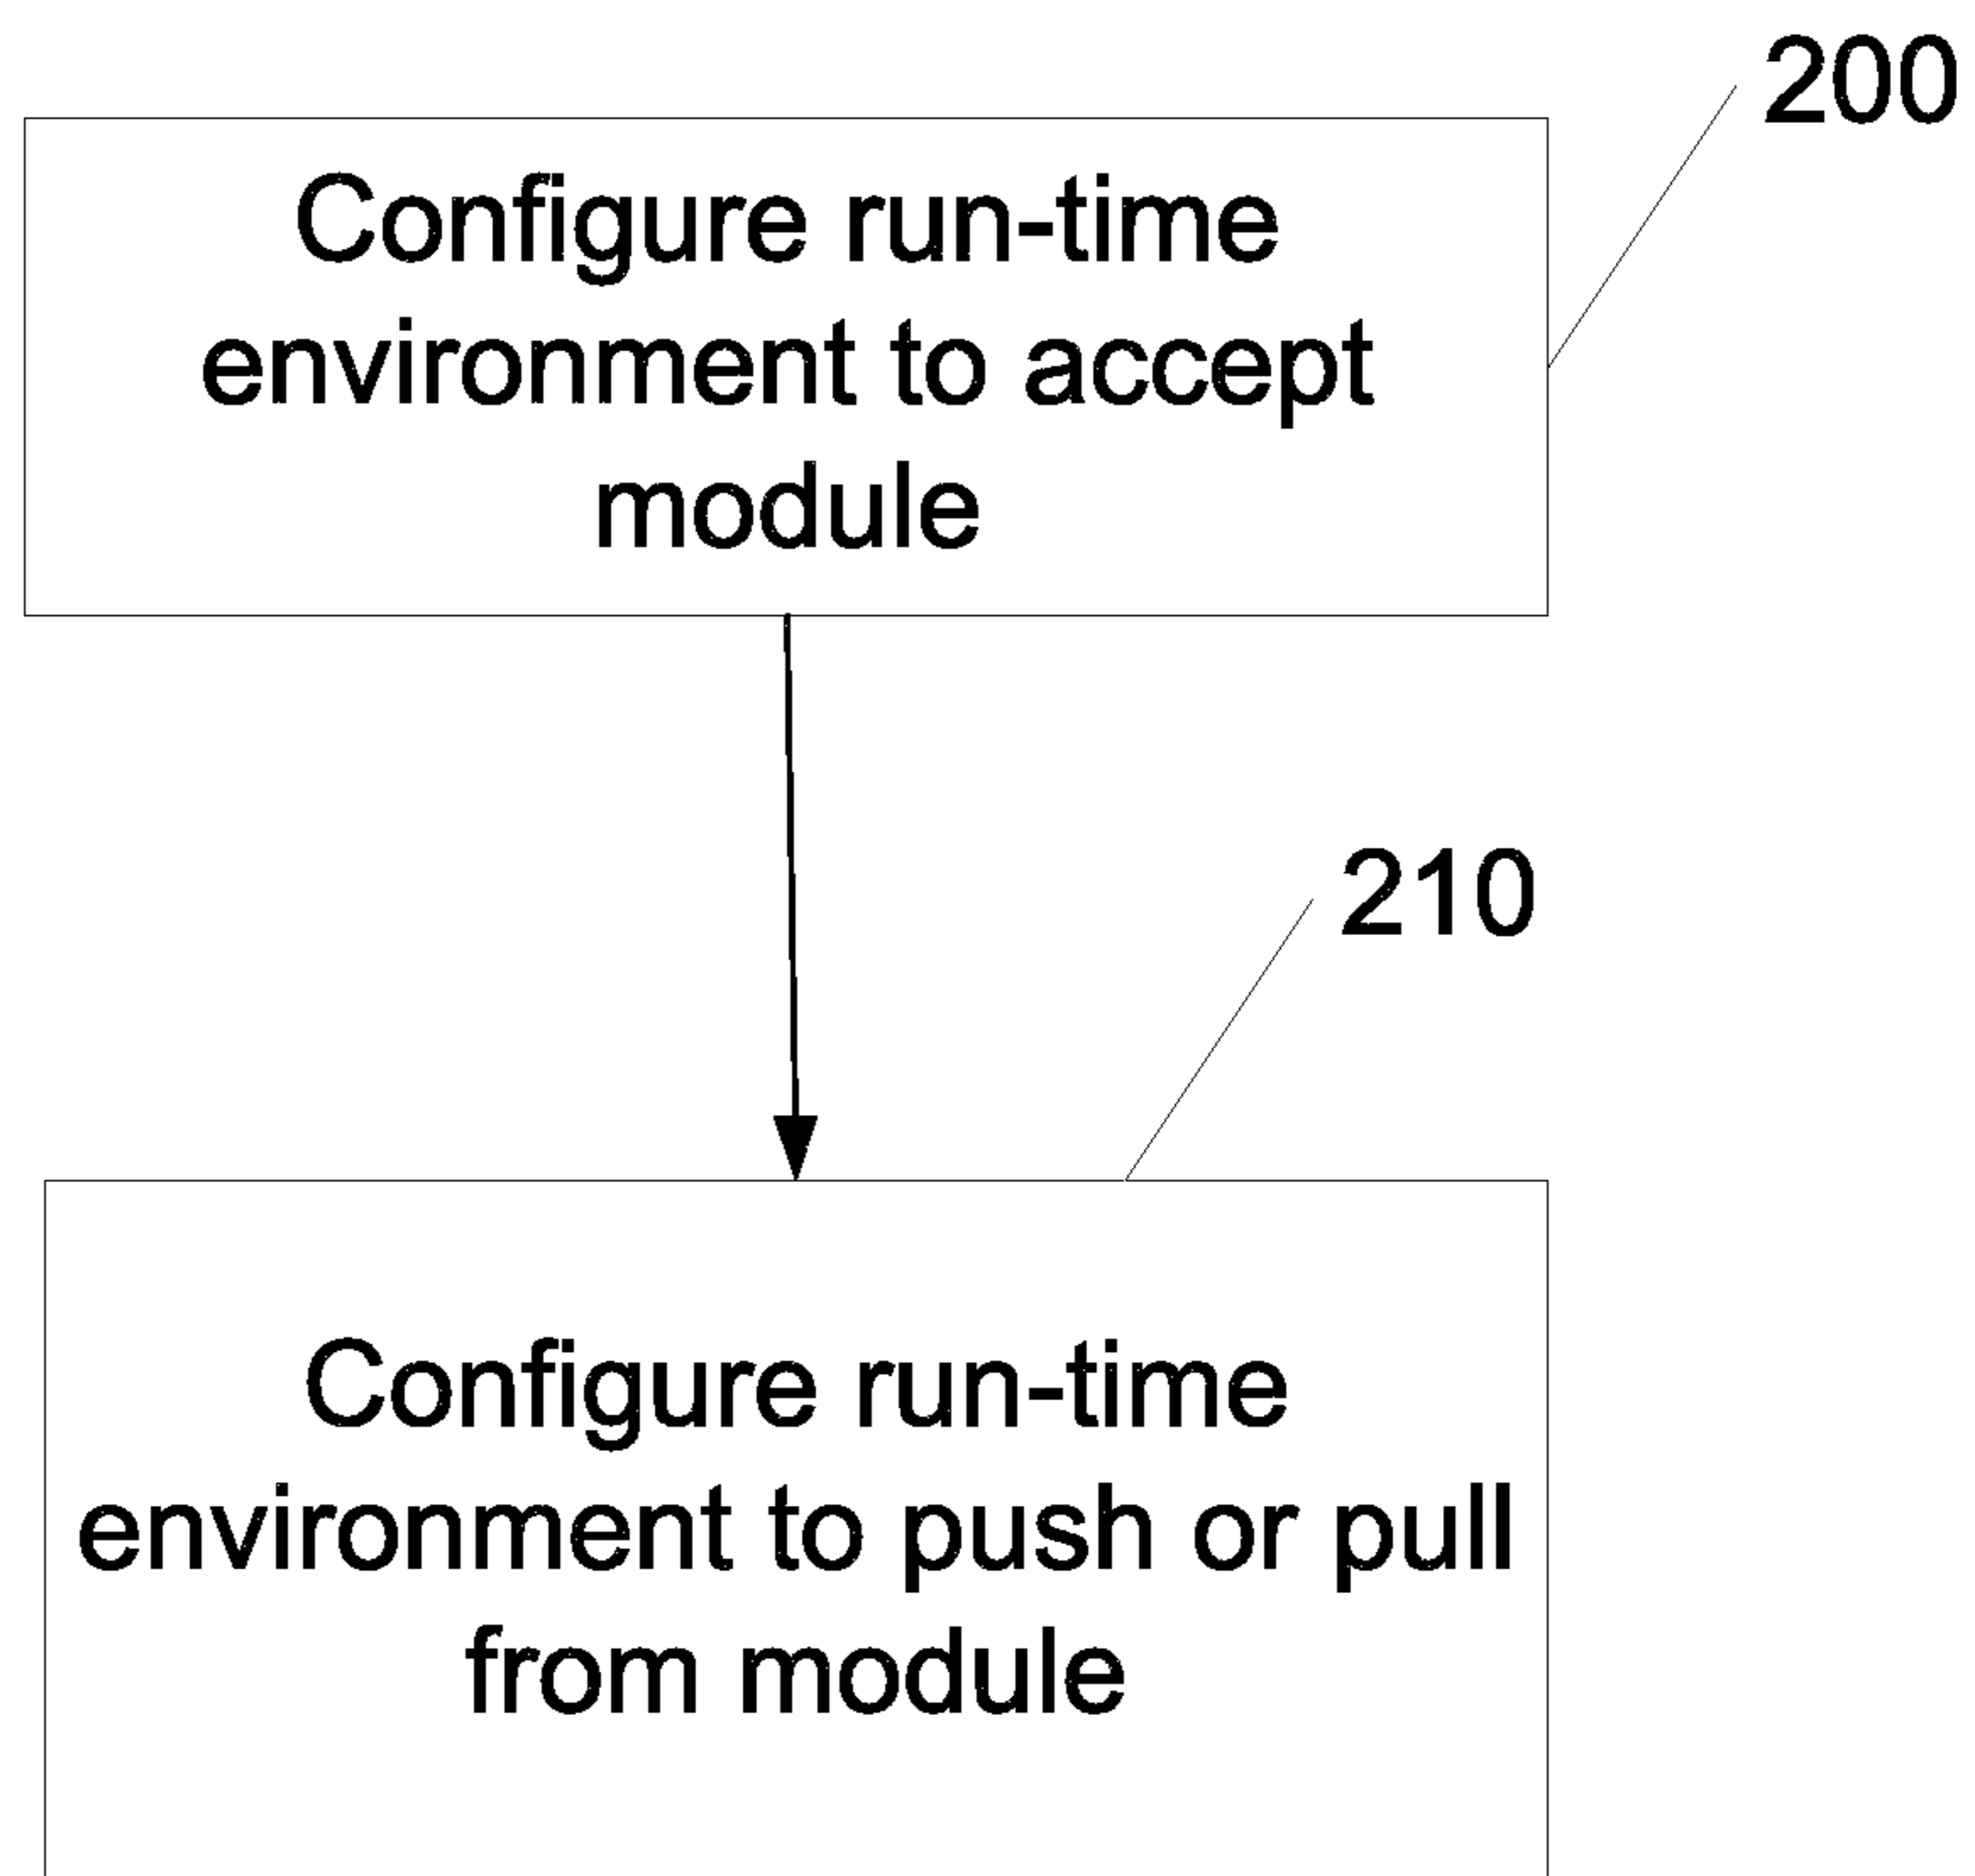 200
Configure run-time
environment to accept
module
210
Configure run-time
environment to push or pull
from module